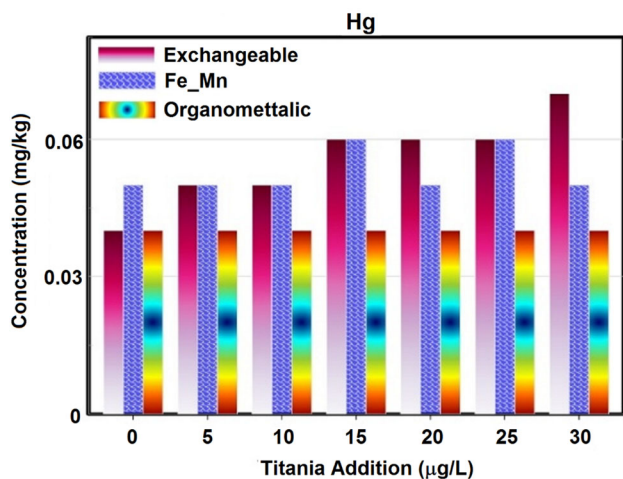 Hg
Exchangeable
Fe_Mn
Organomettalic
Concentration (mg/kg)
0.06
0.03
0
0 5 10 15 20 25 30
Titania Addition (μg/L)